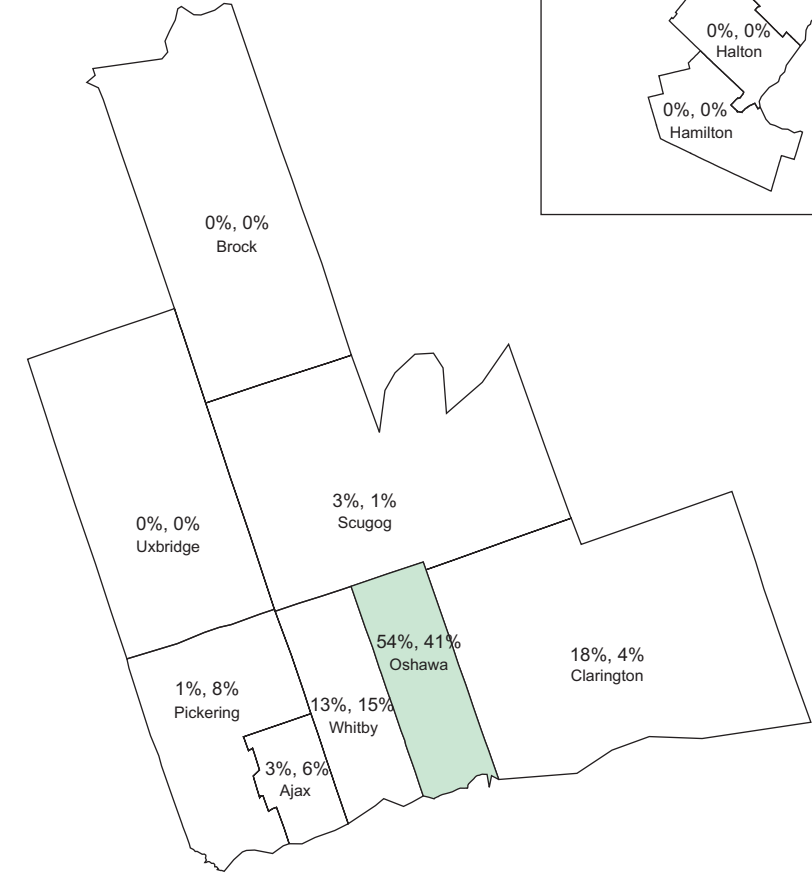 0%, 0%
Halton
0%, 0%
Hamilton
0%, 0%
Brock
3%, 1%
Scugog
0%, 0%
Uxbridge
54%, 41%
Oshawa
18%, 4%
Clarington
1%, 8%
Pickering
13%, 15%
Whitby
3%, 6%
Ajax